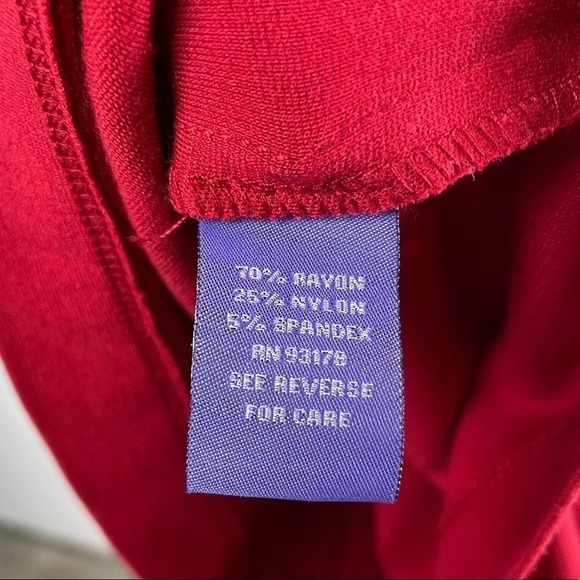 70% RAYON
25% NYLON
5% SPANDEX
RN 93179
SEE REVERSE
FOR CARE